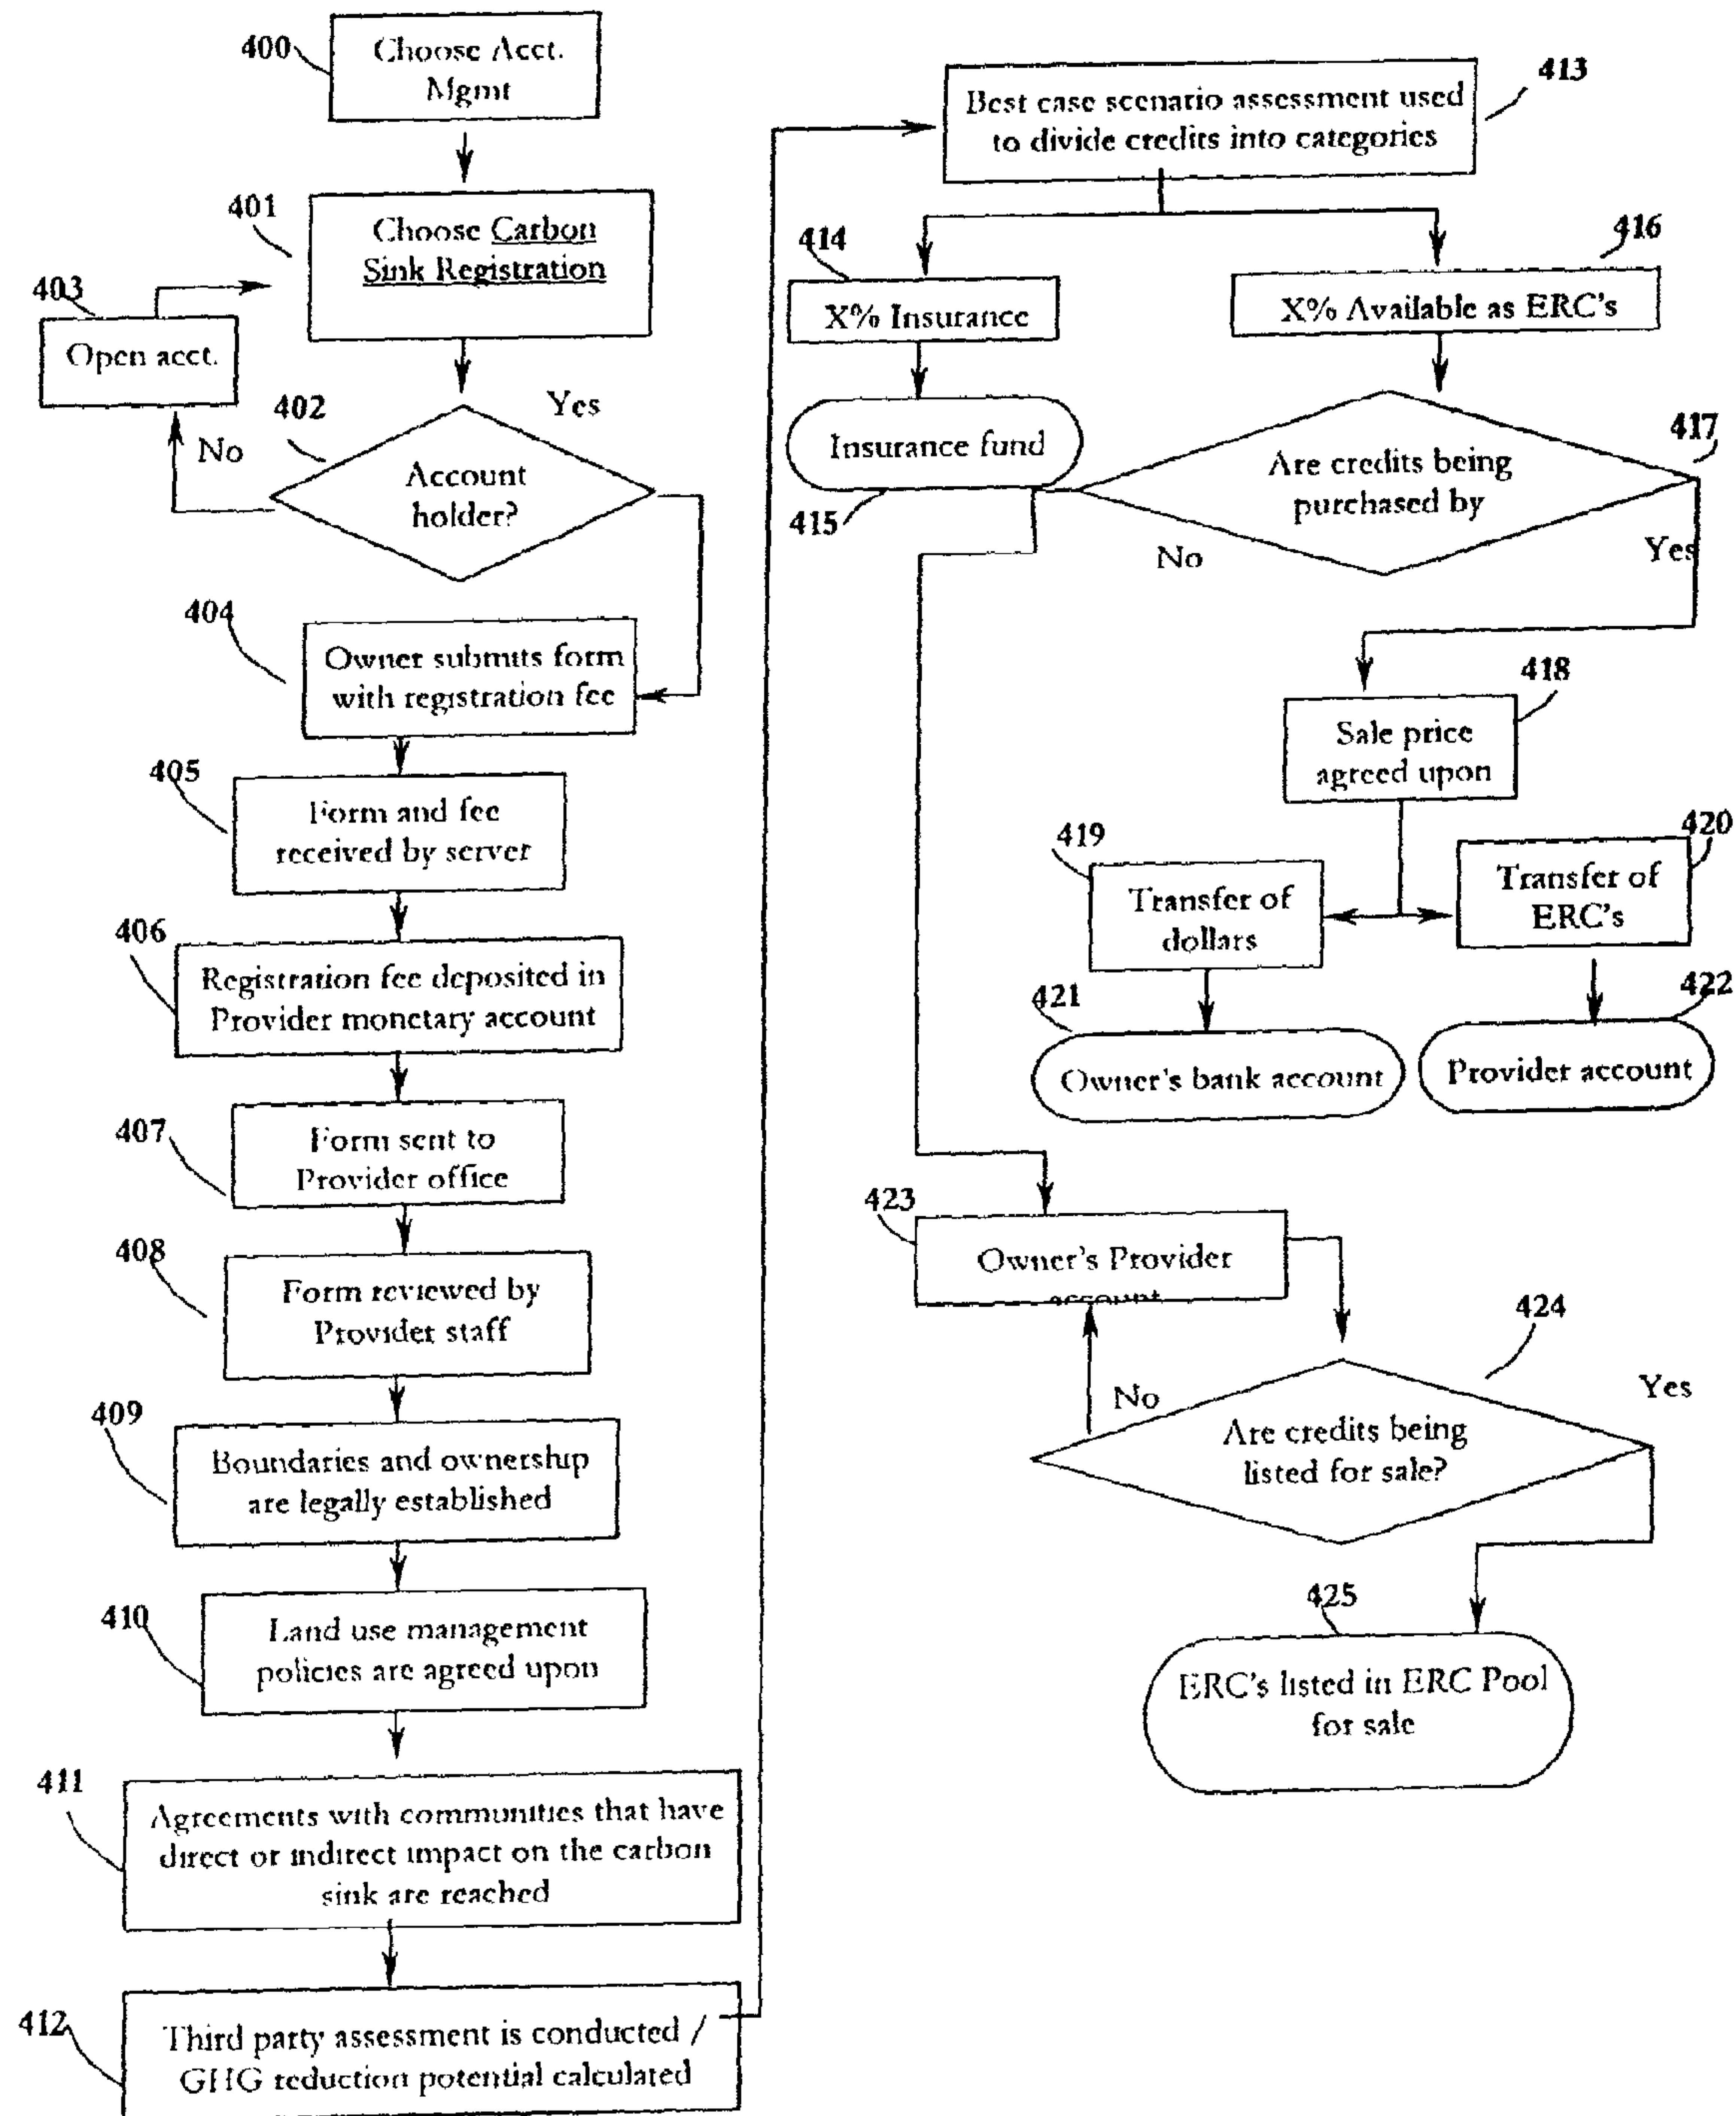 400
Choose Acct.
Mgmt
401
Choose Carbon
Sink Registration
403
Open acct.
402
Yes
No
Account
holder?
404
Owner submits form
with registration fee
405
Form and fee
received by server
406
Registration fee deposited in
Provider monetary account
407
Form sent to
Provider office
408
Form reviewed by
Provider staff
409
Boundaries and ownership
are legally established
410
Land use management
policies are agreed upon
411
Agreements with communities that have
direct or indirect impact on the carbon
sink are reached
412
Third party assessment is conducted /
GHG reduction potential calculated
413
Best case scenario assessment used
to divide credits into categories
414
X% Insurance
415
Insurance fund
416
X% Available as ERC's
417
Are credits being
purchased by
No
Yes
418
Sale price
agreed upon
419
Transfer of
dollars
420
Transfer of
ERC's
421
Owner's bank account
422
Provider account
423
Owner's Provider
account
424
No
Yes
Are credits being
listed for sale?
425
ERC's listed in ERC Pool
for sale